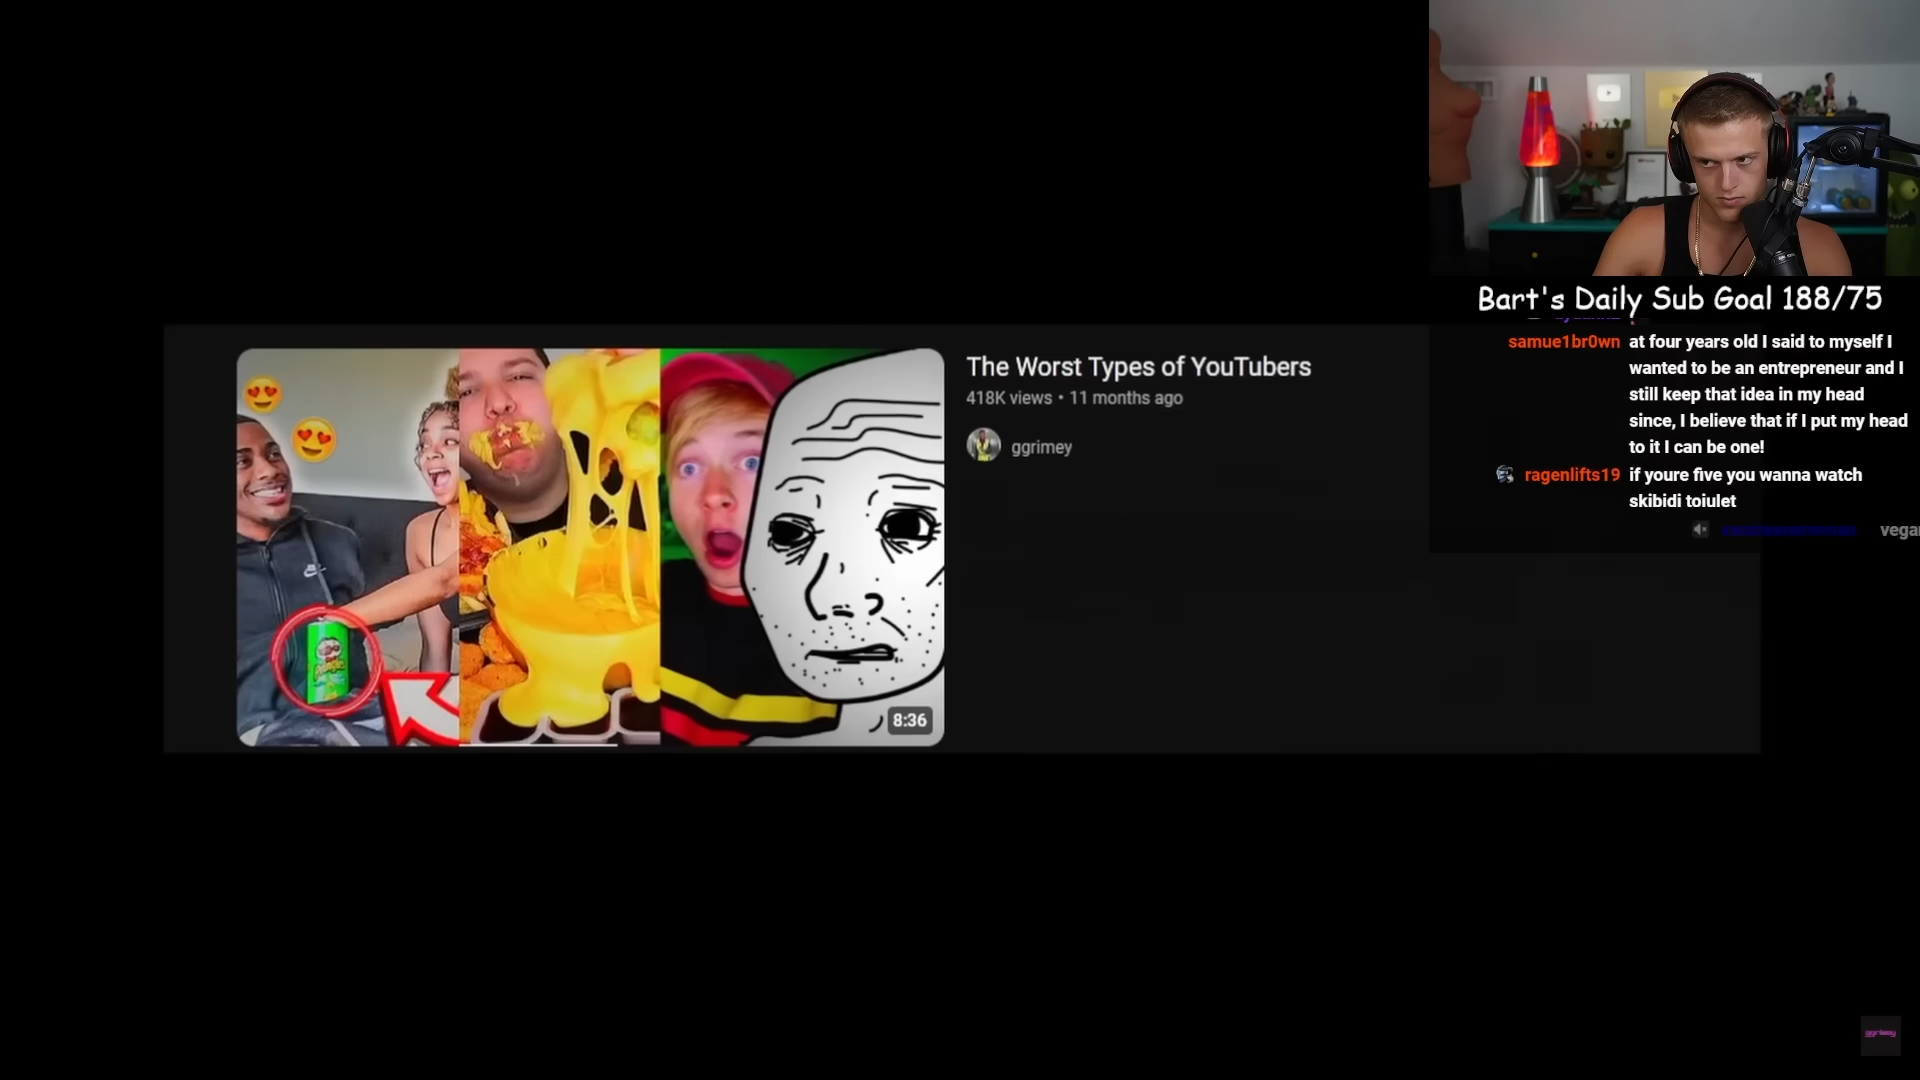 Bart's Daily Sub Goal 188/75
The Worst Types of YouTubers
418K views • 11 months ago
ggrimey
8:36
samue1br0wn at four years old I said to myself I
wanted to be an entrepreneur and I
still keep that idea in my head
since, I believe that if I put my head
to it I can be one!
ragenlifts19 if youre five you wanna watch
skibidi toiulet
ggrimey